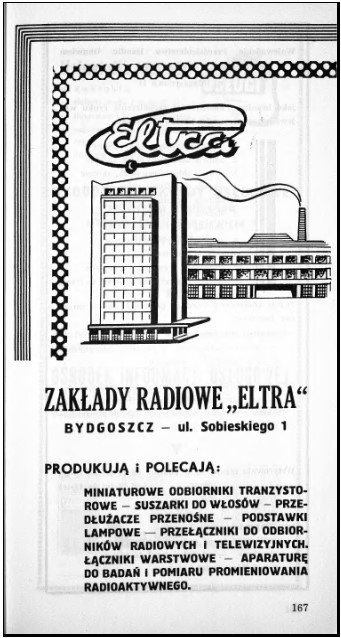 Eltra
ZAKŁADY RADIOWE „ELTRA“
BYDGOSZCZ — ul. Sobieskiego 1
PRODUKUJĄ i POLECAJĄ:
MINIATUROWE ODBIORNIKI TRANZYSTO-
ROWE — SUSZARKI DO WŁOSÓW — PRZE-
DŁUŻACZE PRZENOŚNE — PODSTAWKI
LAMPOWE — PRZEŁĄCZNIKI DO ODBIOR-
NIKÓW RADIOWYCH i TELEWIZYJNYCH.
ŁĄCZNIKI WARSTWOWE — APARATURĘ
DO BADAŃ I POMIARU PROMIENIOWANIA
RADIOAKTYWNEGO.
167